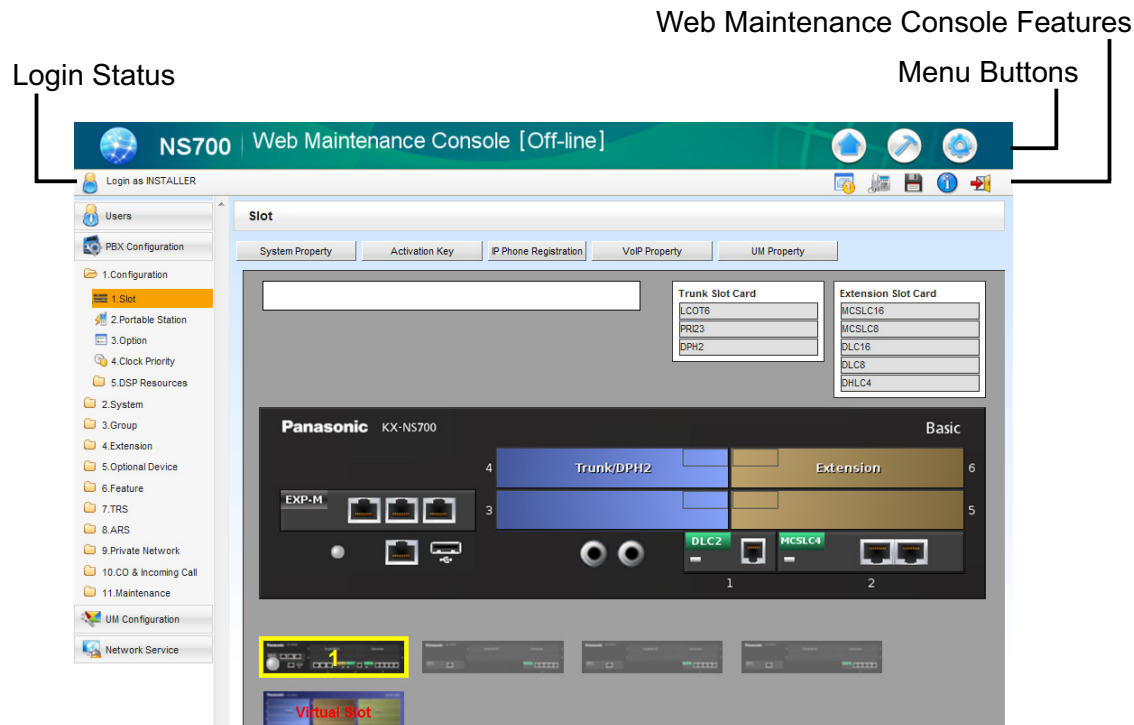 Web Maintenance Console Features
Login Status
Menu Buttons
NS700 Web Maintenance Console [Off-line]
Login as INSTALLER
Users
PBX Configuration
1.Configuration
1.Slot
2.Portable Station
3.Option
4.Clock Priority
5.DSP Resources
2.System
3.Group
4.Extension
5.Optional Device
6.Feature
7.TRS
8.ARS
9.Private Network
10.CO & Incoming Call
11.Maintenance
UM Configuration
Network Service
Slot
System Property
Activation Key
IP Phone Registration
VoIP Property
UM Property
Trunk Slot Card
LCOT6
PRI23
DPH2
Extension Slot Card
MCSLC16
MCSLC8
DLC16
DLC8
DHLC4
Panasonic KX-NS700
Basic
4
Trunk/DPH2
Extension
6
EXP-M
3
5
DLC2
MCSLC4
1
2
1
Virtual Slot